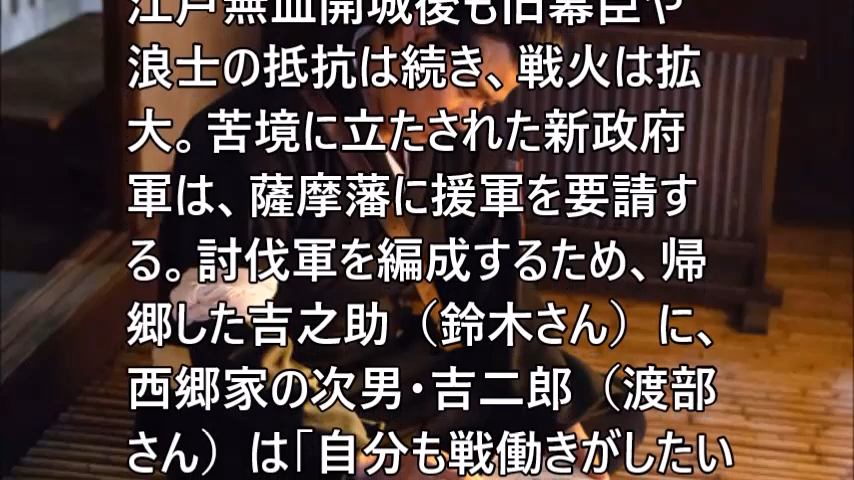 江戸無血開城後も旧幕臣や
浪士の抵抗は続き、戦火は拡
大。苦境に立たされた新政府
軍は、薩摩藩に援軍を要請す
る。討伐軍を編成するため、帰
郷した吉之助（鈴木さん）に、
西郷家の次男・吉二郎（渡部
さん）は「自分も戦働きがしたい